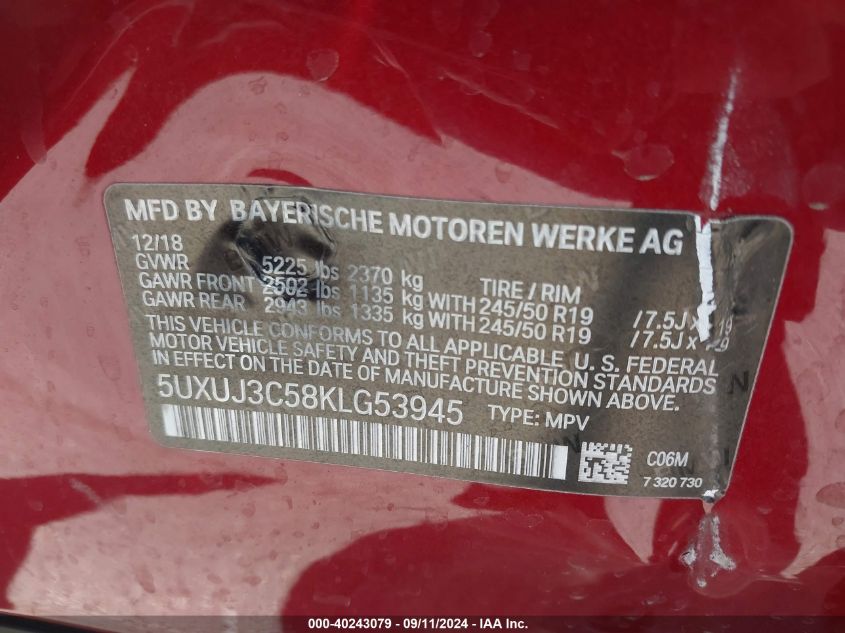 MFD BY BAYERISCHE MOTOREN WERKE AG
12/18
GVWR 5225 lbs 2370 kg TIRE / RIM
GAWR FRONT 2502 lbs 1135 kg WITH 245/50 R19 /7.5J x 19
GAWR REAR 2943 lbs 1335 kg WITH 245/50 R19 /7.5J x 19
THIS VEHICLE CONFORMS TO ALL APPLICABLE, U. S. FEDERAL
MOTOR VEHICLE SAFETY AND THEFT PREVENTION STANDARDS
IN EFFECT ON THE DATE OF MANUFACTURE SHOWN ABOVE.
5UXUJ3C58KLG53945 TYPE: MPV
C06M
7 320 730
000-40243079 - 09/11/2024 - IAA Inc.